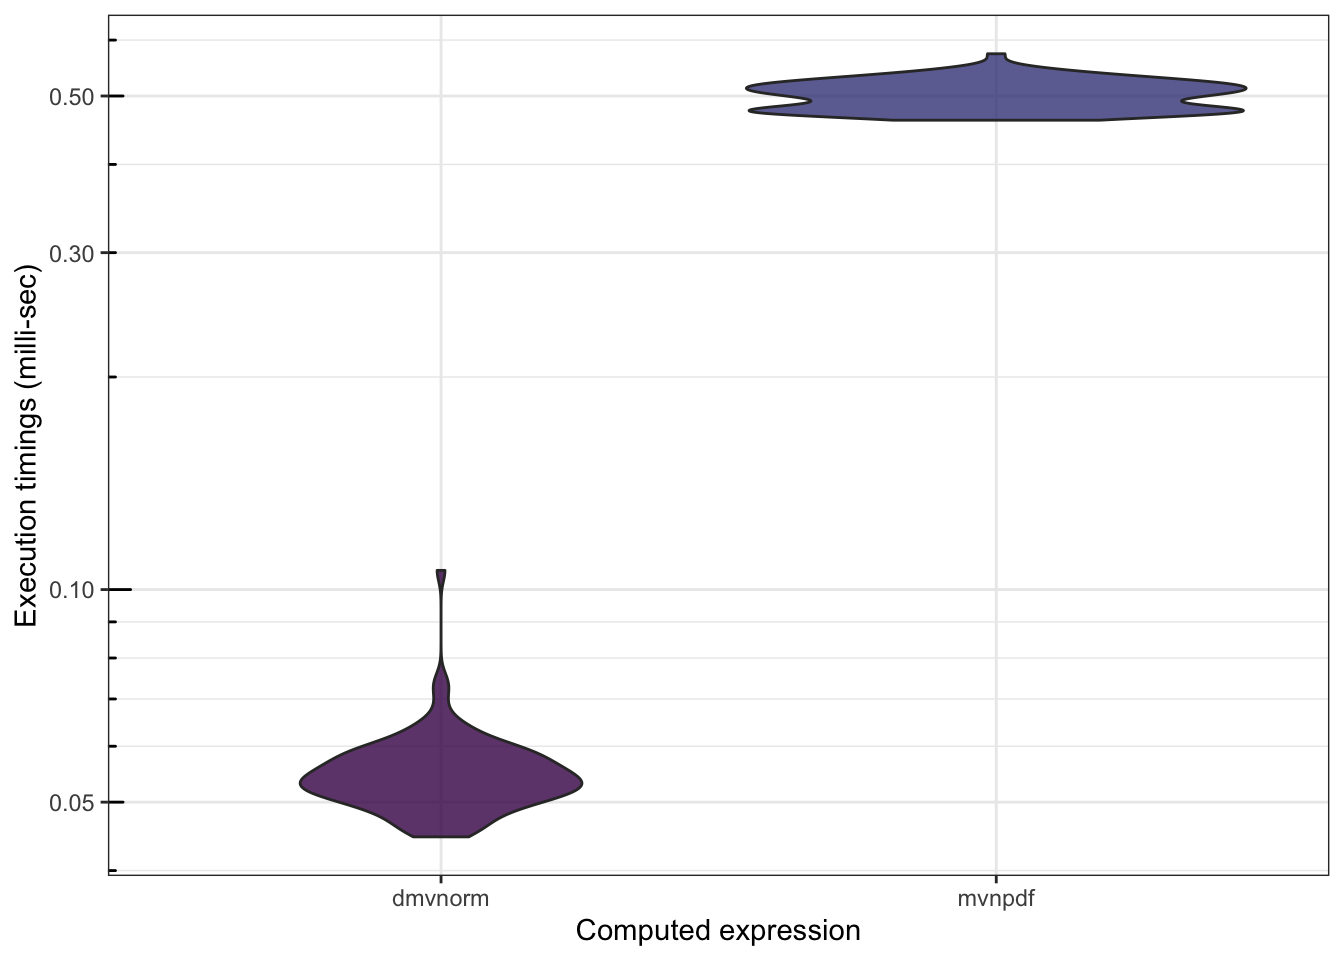 Execution timings (milli-sec)
0.50
0.30
0.10
0.05
dmvnorm
mvnpdf
Computed expression